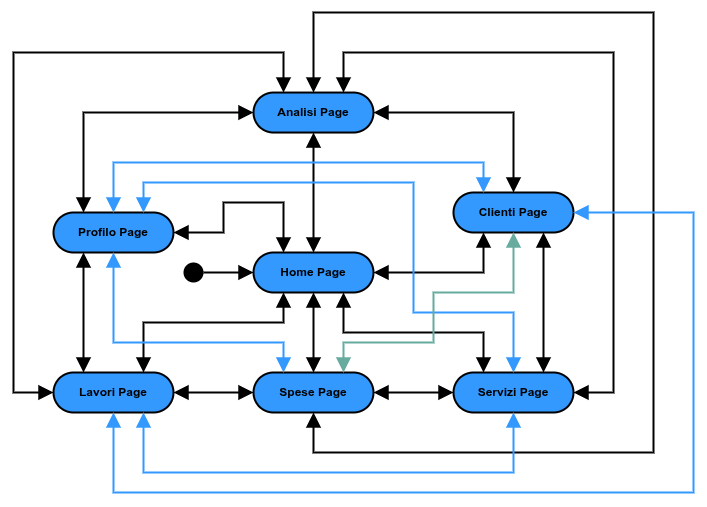 Analisi Page
Clienti Page
Profilo Page
Home Page
Lavori Page
Spese Page
Servizi Page